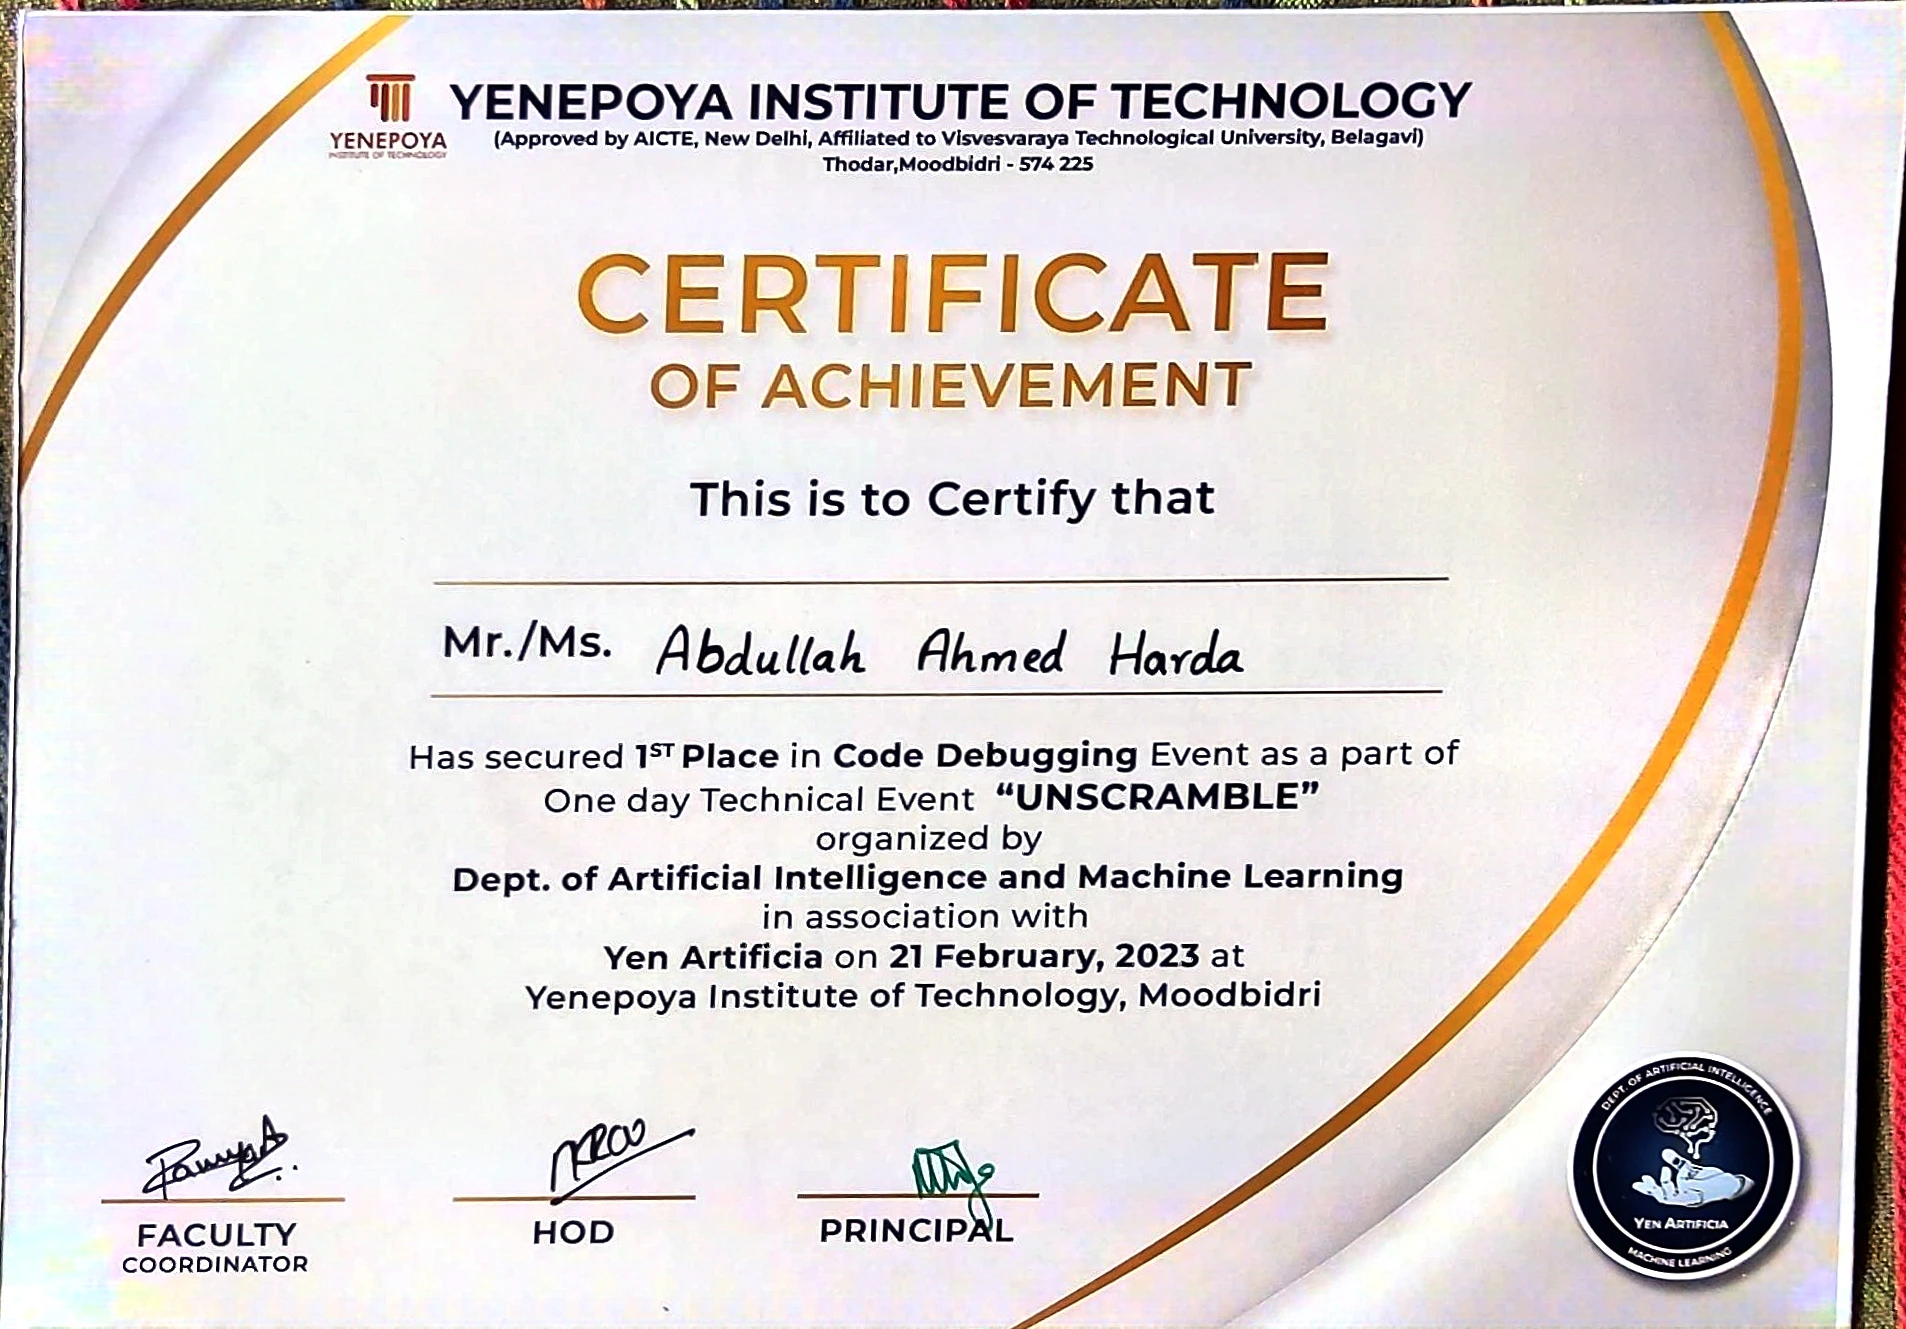 YENEPOYA INSTITUTE OF TECHNOLOGY
YENEPOYA
INSTITUTE OF TECHNOLOGY
(Approved by AICTE, New Delhi, Affiliated to Visvesvaraya Technological University, Belagavi)
Thodar,Moodbidri - 574 225
CERTIFICATE
OF ACHIEVEMENT
This is to Certify that
Mr./Ms. Abdullah Ahmed Harda
Has secured 1ST Place in Code Debugging Event as a part of
One day Technical Event “UNSCRAMBLE”
organized by
Dept. of Artificial Intelligence and Machine Learning
in association with
Yen Artificia on 21 February, 2023 at
Yenepoya Institute of Technology, Moodbidri
FACULTY
COORDINATOR
HOD
PRINCIPAL
DEPT. OF ARTIFICIAL INTELLIGENCE
YEN ARTIFICIA
MACHINE LEARNING